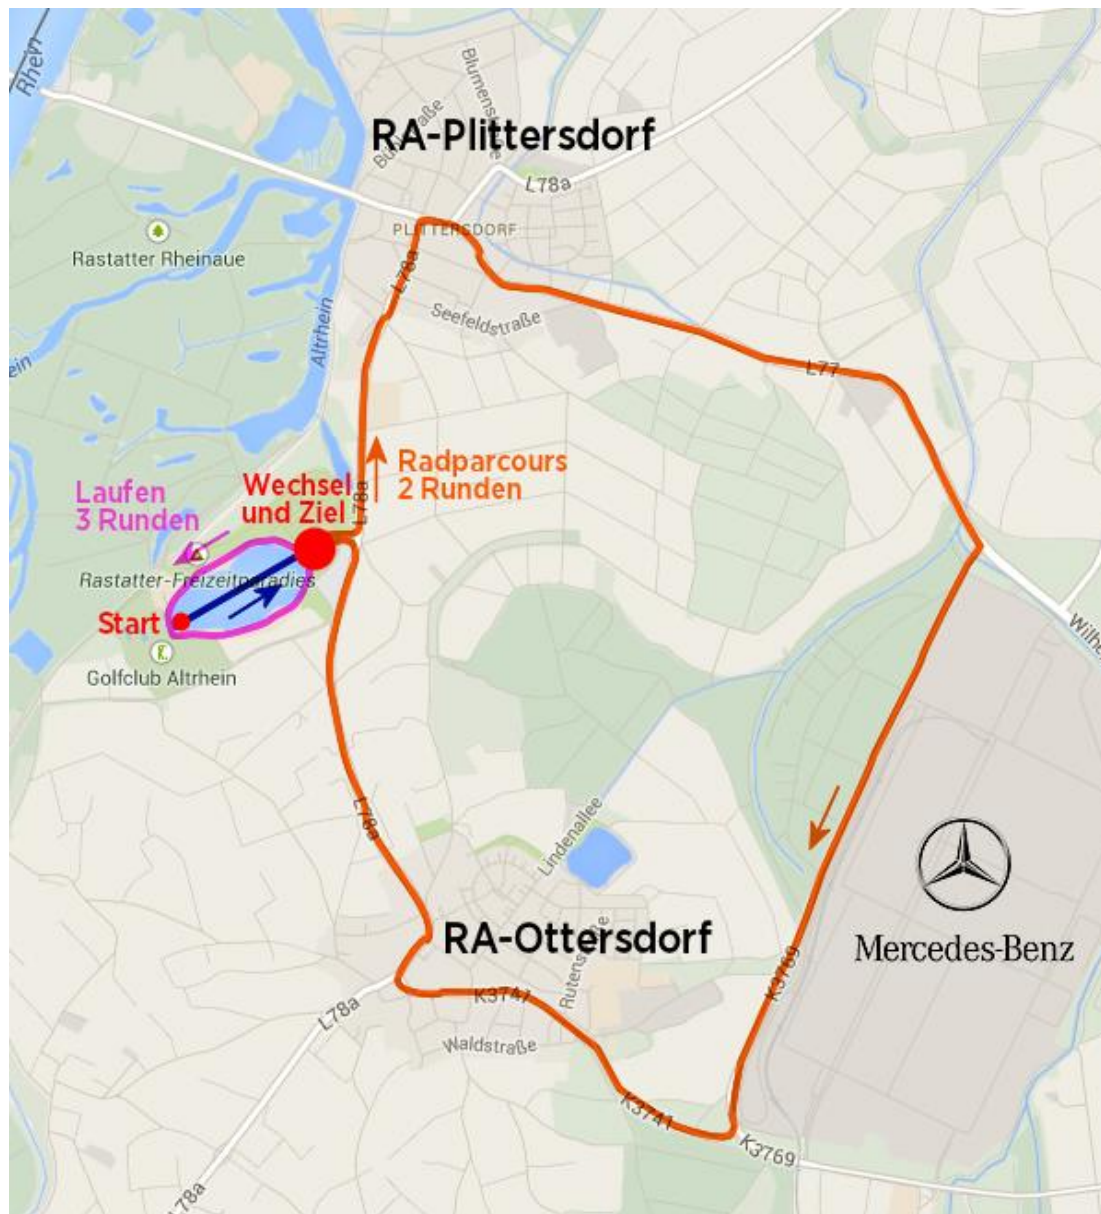 Rhein
Blumenstraße
RA-Plittersdorf
L78a
PLITTERSDORF
Rastatter Rheinaue
L78a
Altrhein
Seefeldstraße
L77
Radparcours
2 Runden
L78a
Wechsel
und Ziel
Laufen
3 Runden
Rastatter-Freizeitparadies
Start
Golfclub Altrhein
L78a
Lindenallee
RA-Ottersdorf
Mercedes-Benz
K3769
K3741
L78a
Waldstraße
K3741
K3769
L78a